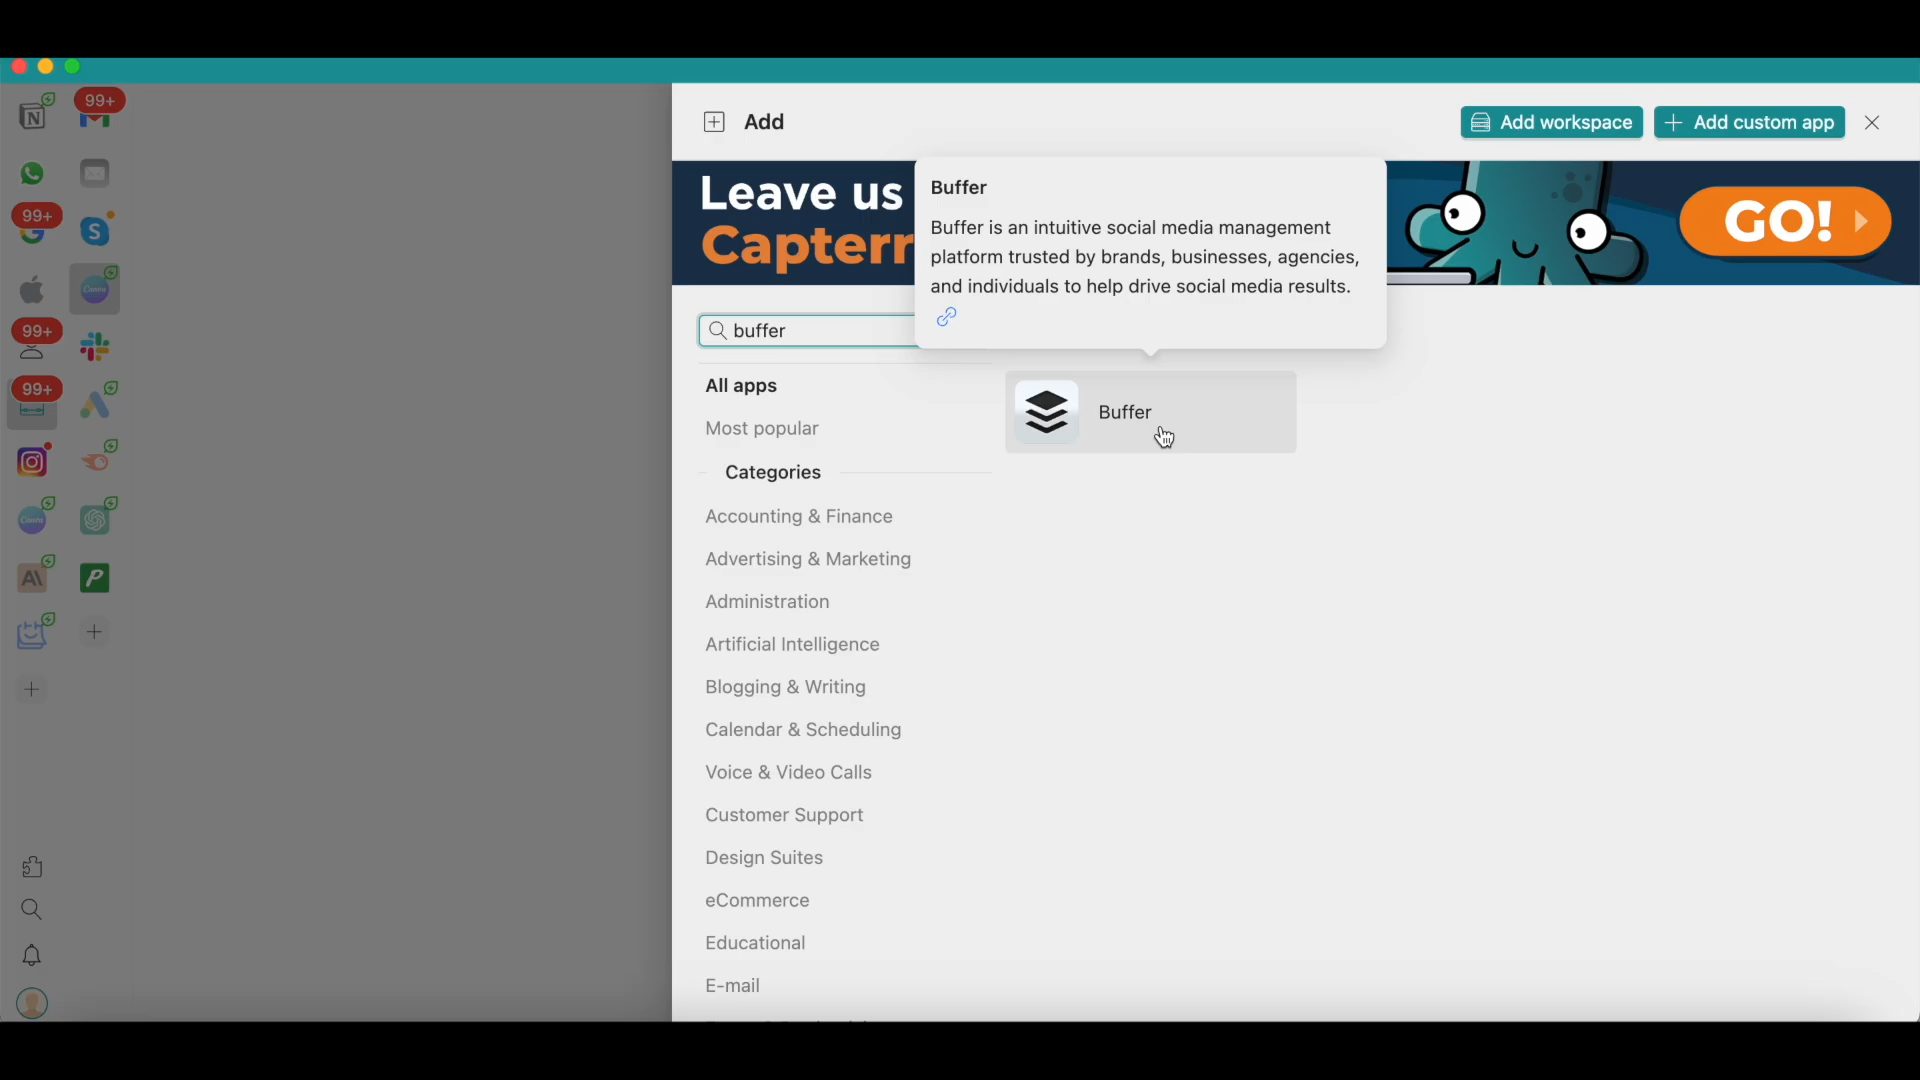 99+
Add
Add workspace
Add custom app
Leave us
Capterr
GO!
Buffer
Buffer is an intuitive social media management
platform trusted by brands, businesses, agencies,
and individuals to help drive social media results.
buffer
99+
S
Canva
99+
99+
All apps
Most popular
Buffer
Categories
Accounting & Finance
Advertising & Marketing
Administration
Artificial Intelligence
Blogging & Writing
Calendar & Scheduling
Voice & Video Calls
Customer Support
Design Suites
eCommerce
Educational
E-mail
N
Canva
AI
P